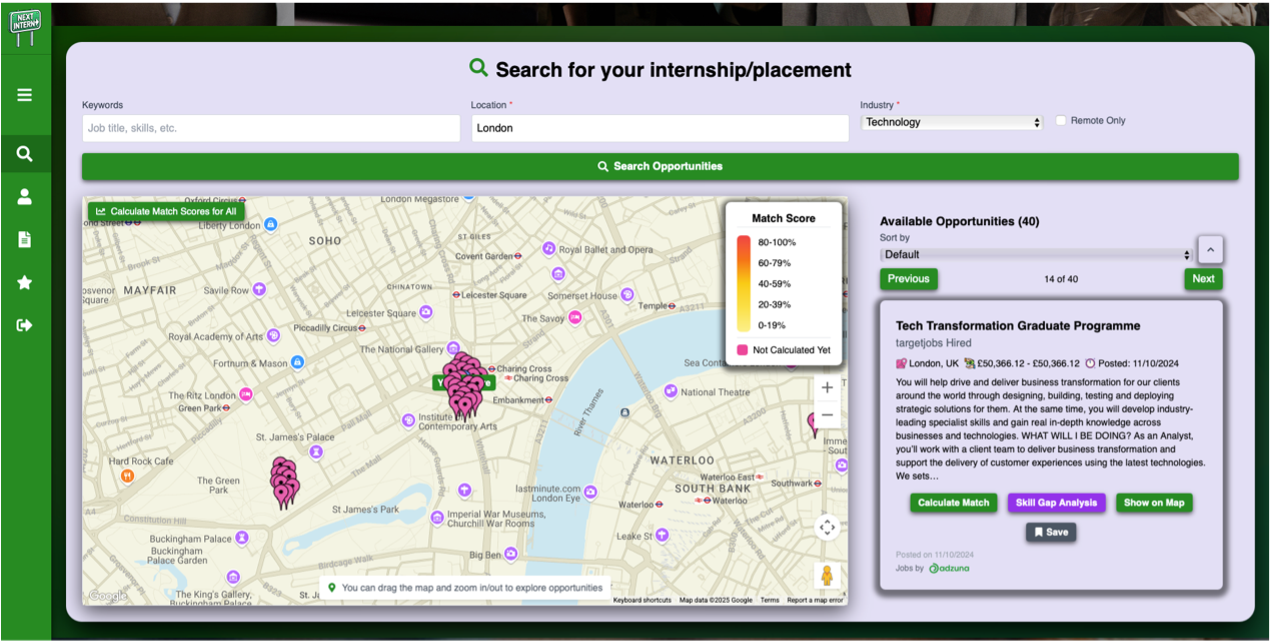 NEXT
INTERN
Search for your internship/placement
Keywords
Location *
Industry *
Job title, skills, etc.
London
Technology
Remote Only
Search Opportunities
Calculate Match Scores for All
Oxford Circus
Liberty London
SOHO
London Megastore
ST GILES
Covent Garden
Royal Ballet and Opera
MAYFAIR
Savile Row
CHINATOWN
Leicester Square
Somerset House
Temple
Leicester Square
The Savoy
Piccadilly Circus
Royal Academy of Arts
The National Gallery
Fortnum & Mason
Charing Cross
Charing Cross
The Ritz London
Green Park
Embankment
Institute of
Contemporary Arts
National Theatre
River Thames
St. James's Palace
Hard Rock Cafe
The Green
Park
WATERLOO
Waterloo East
SOUTH BANK
Southwark
lastminute.com
London Eye
Waterloo
Waterloo
St James's Park
The Mall
Horse Guards Rd
Constitution Hill
Imperial War Museums,
Churchill War Rooms
Leake St
Buckingham Palace
Buckingham
Palace Garden
Big Ben
Birdcage Walk
The King's Gallery,
Buckingham Palace
A4
A3211
A3211
A3200
A301
Match Score
80-100%
60-79%
40-59%
20-39%
0-19%
Not Calculated Yet
You can drag the map and zoom in/out to explore opportunities
Google
Keyboard shortcuts
Map data ©2025 Google
Terms
Report a map error
Available Opportunities (40)
Sort by
Default
Previous
14 of 40
Next
Tech Transformation Graduate Programme
targetjobs Hired
London, UK £50,366.12 - £50,366.12 Posted: 11/10/2024
You will help drive and deliver business transformation for our clients
around the world through designing, building, testing and deploying
strategic solutions for them. At the same time, you will develop industry-
leading specialist skills and gain real in-depth knowledge across
businesses and technologies. WHAT WILL I BE DOING? As an Analyst,
you'll work with a client team to deliver business transformation and
support the delivery of customer experiences using the latest technologies.
We sets…
Calculate Match
Skill Gap Analysis
Show on Map
Save
Posted on 11/10/2024
Jobs by adzuna